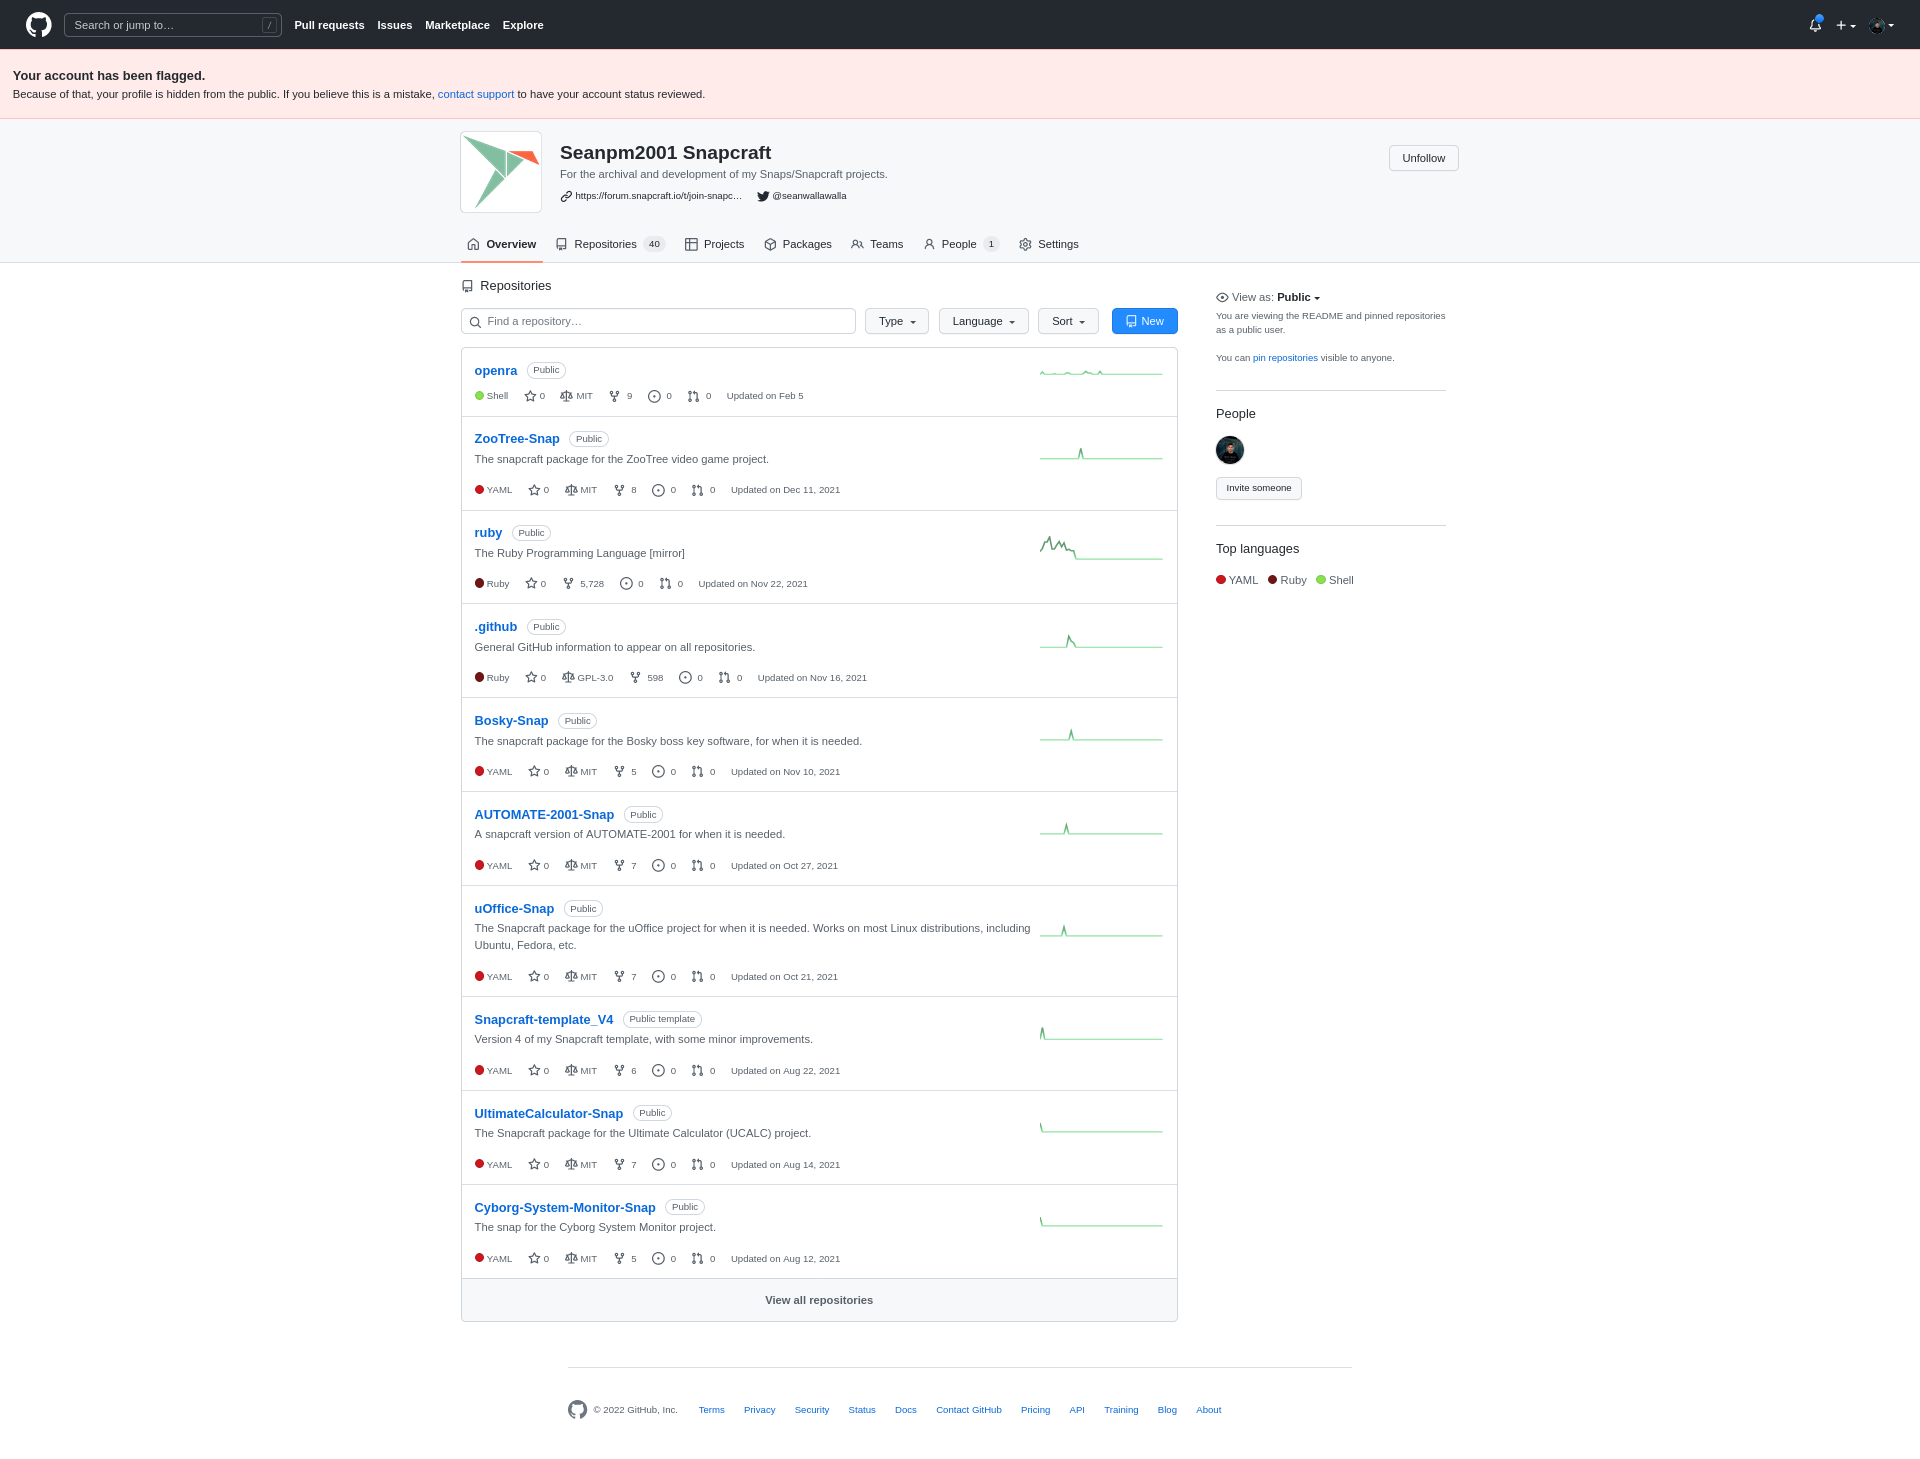 Search or jump to… /
Pull requests Issues Marketplace Explore
Your account has been flagged.
Because of that, your profile is hidden from the public. If you believe this is a mistake, contact support to have your account status reviewed.
Seanpm2001 Snapcraft
For the archival and development of my Snaps/Snapcraft projects.
https://forum.snapcraft.io/t/join-snapc… @seanwallawalla
Unfollow
Overview Repositories 40 Projects Packages Teams People 1 Settings
Repositories
Find a repository… Type Language Sort New
openra Public
Shell 0 MIT 9 0 0 Updated on Feb 5
ZooTree-Snap Public
The snapcraft package for the ZooTree video game project.
YAML 0 MIT 8 0 0 Updated on Dec 11, 2021
ruby Public
The Ruby Programming Language [mirror]
Ruby 0 5,728 0 0 Updated on Nov 22, 2021
.github Public
General GitHub information to appear on all repositories.
Ruby 0 GPL-3.0 598 0 0 Updated on Nov 16, 2021
Bosky-Snap Public
The snapcraft package for the Bosky boss key software, for when it is needed.
YAML 0 MIT 5 0 0 Updated on Nov 10, 2021
AUTOMATE-2001-Snap Public
A snapcraft version of AUTOMATE-2001 for when it is needed.
YAML 0 MIT 7 0 0 Updated on Oct 27, 2021
uOffice-Snap Public
The Snapcraft package for the uOffice project for when it is needed. Works on most Linux distributions, including
Ubuntu, Fedora, etc.
YAML 0 MIT 7 0 0 Updated on Oct 21, 2021
Snapcraft-template_V4 Public template
Version 4 of my Snapcraft template, with some minor improvements.
YAML 0 MIT 6 0 0 Updated on Aug 22, 2021
UltimateCalculator-Snap Public
The Snapcraft package for the Ultimate Calculator (UCALC) project.
YAML 0 MIT 7 0 0 Updated on Aug 14, 2021
Cyborg-System-Monitor-Snap Public
The snap for the Cyborg System Monitor project.
YAML 0 MIT 5 0 0 Updated on Aug 12, 2021
View all repositories
View as: Public
You are viewing the README and pinned repositories
as a public user.
You can pin repositories visible to anyone.
People
Invite someone
Top languages
YAML Ruby Shell
© 2022 GitHub, Inc. Terms Privacy Security Status Docs Contact GitHub Pricing API Training Blog About